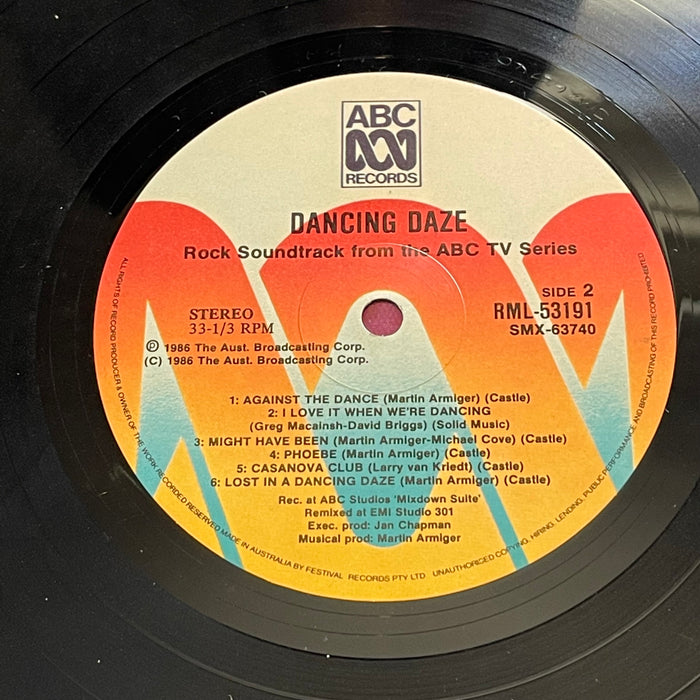 ABC
RECORDS
DANCING DAZE
Rock Soundtrack from the ABC TV Series
STEREO
33-1/3 RPM
SIDE 2
RML-53191
SMX-63740
Ⓟ 1986 The Aust. Broadcasting Corp.
(C) 1986 The Aust. Broadcasting Corp.
1: AGAINST THE DANCE (Martin Armiger) (Castle)
2: I LOVE IT WHEN WE'RE DANCING
(Greg Macainsh-David Briggs) (Solid Music)
3: MIGHT HAVE BEEN (Martin Armiger-Michael Cove) (Castle)
4: PHOEBE (Martin Armiger) (Castle)
5: CASANOVA CLUB (Larry van Kriedt) (Castle)
6: LOST IN A DANCING DAZE (Martin Armiger) (Castle)
Rec. at ABC Studios 'Mixdown Suite'
Remixed at EMI Studio 301
Exec. prod: Jan Chapman
Musical prod: Martin Armiger
ALL RIGHTS OF RECORD PRODUCER & OWNER OF THE WORK RECORDED RESERVED MADE IN AUSTRALIA BY FESTIVAL RECORDS PTY LTD UNAUTHORISED COPYING, HIRING, LENDING, PUBLIC PERFORMANCE AND BROADCASTING OF THIS RECORD PROHIBITED